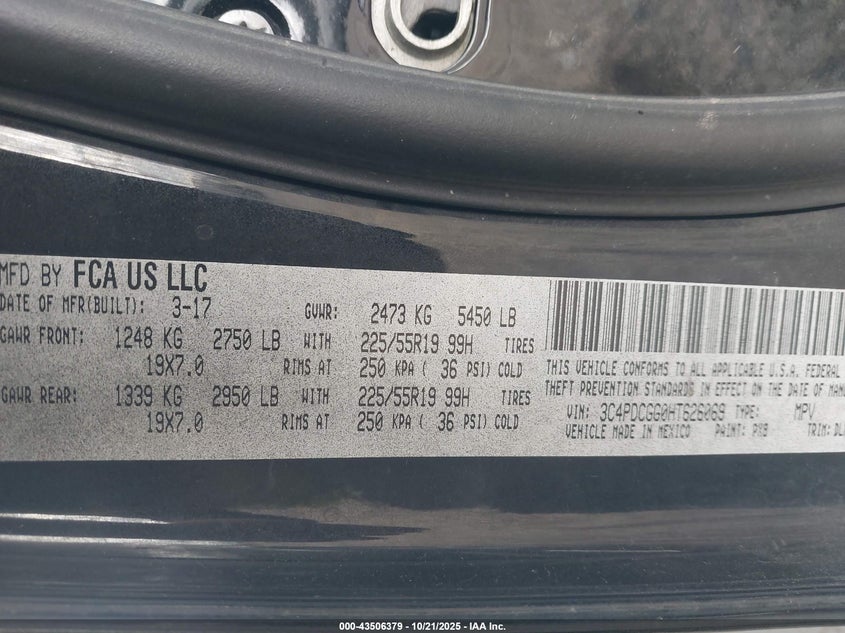 MFD BY FCA US LLC
DATE OF MFR(BUILT): 3-17 GVWR: 2473 KG 5450 LB
GAWR FRONT: 1248 KG 2750 LB WITH 225/55R19 99H TIRES
19X7.0 RIMS AT 250 KPA ( 36 PSI) COLD
GAWR REAR: 1339 KG 2950 LB WITH 225/55R19 99H TIRES
19X7.0 RIMS AT 250 KPA ( 36 PSI) COLD
THIS VEHICLE CONFORMS TO ALL APPLICABLE U.S.A. FEDERAL
THEFT PREVENTION STANDARDS IN EFFECT ON THE DATE OF
VIN: 3C4PDCGG0HT626069 TYPE: MPV
VEHICLE MADE IN MEXICO PAINT: PX8 TRIM:
000-43506379 - 10/21/2025 - IAA Inc.